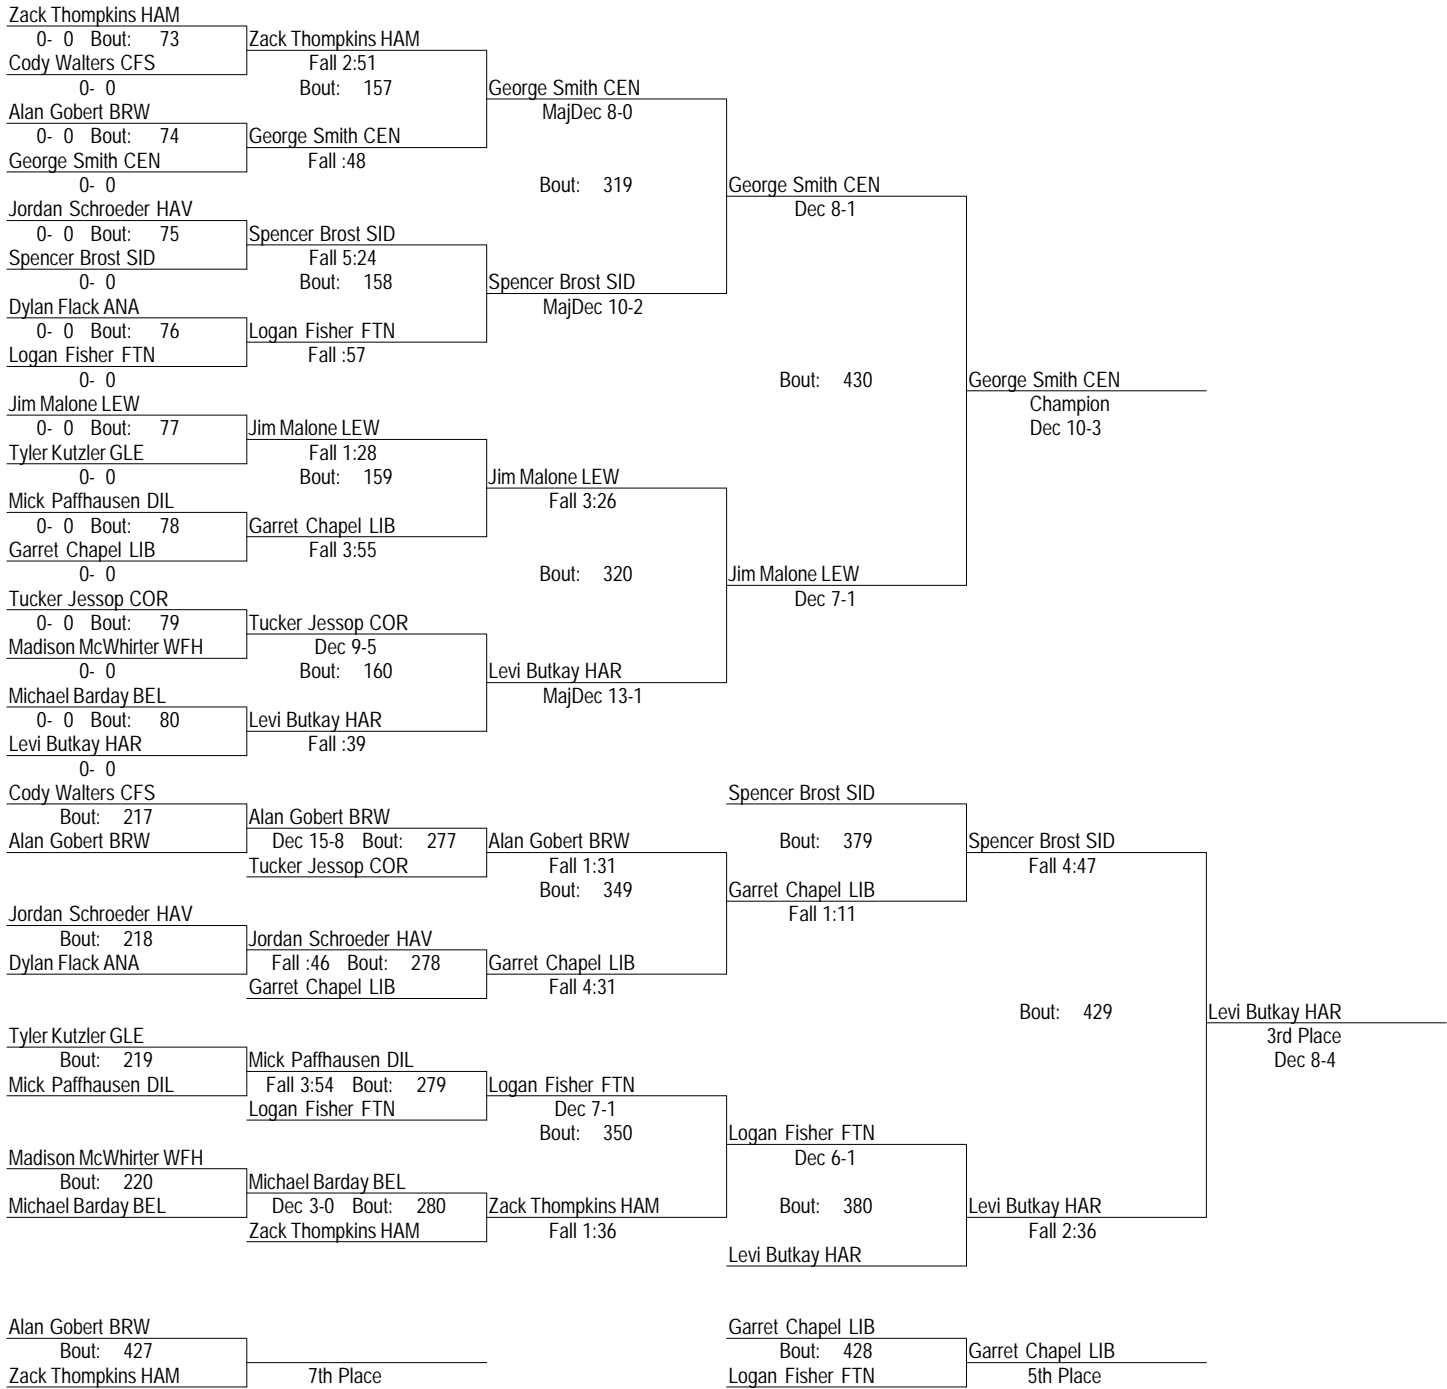 Zack Thompkins HAM
0- 0 Bout: 73 Zack Thompkins HAM
Cody Walters CFS Fall 2:51
0- 0 Bout: 157 George Smith CEN
Alan Gobert BRW MajDec 8-0
0- 0 Bout: 74 George Smith CEN
George Smith CEN Fall :48
0- 0 Bout: 319 George Smith CEN
Jordan Schroeder HAV Dec 8-1
0- 0 Bout: 75 Spencer Brost SID
Spencer Brost SID Fall 5:24
0- 0 Bout: 158 Spencer Brost SID
Dylan Flack ANA MajDec 10-2
0- 0 Bout: 76 Logan Fisher FTN
Logan Fisher FTN Fall :57
0- 0 Bout: 430 George Smith CEN
Jim Malone LEW Champion
0- 0 Bout: 77 Jim Malone LEW Dec 10-3
Tyler Kutzler GLE Fall 1:28
0- 0 Bout: 159 Jim Malone LEW
Mick Paffhausen DIL Fall 3:26
0- 0 Bout: 78 Garret Chapel LIB
Garret Chapel LIB Fall 3:55
0- 0 Bout: 320 Jim Malone LEW
Tucker Jessop COR Dec 7-1
0- 0 Bout: 79 Tucker Jessop COR
Madison McWhirter WFH Dec 9-5
0- 0 Bout: 160 Levi Butkay HAR
Michael Barday BEL MajDec 13-1
0- 0 Bout: 80 Levi Butkay HAR
Levi Butkay HAR Fall :39
0- 0
Cody Walters CFS Spencer Brost SID
Bout: 217 Alan Gobert BRW
Alan Gobert BRW Dec 15-8 Bout: 277 Alan Gobert BRW Bout: 379 Spencer Brost SID
Tucker Jessop COR Fall 1:31 Fall 4:47
Bout: 349 Garret Chapel LIB
Jordan Schroeder HAV Fall 1:11
Bout: 218 Jordan Schroeder HAV
Dylan Flack ANA Fall :46 Bout: 278 Garret Chapel LIB
Garret Chapel LIB Fall 4:31
Bout: 429 Levi Butkay HAR
Tyler Kutzler GLE 3rd Place
Bout: 219 Mick Paffhausen DIL Dec 8-4
Mick Paffhausen DIL Fall 3:54 Bout: 279 Logan Fisher FTN
Logan Fisher FTN Dec 7-1
Bout: 350 Logan Fisher FTN
Madison McWhirter WFH Dec 6-1
Bout: 220 Michael Barday BEL
Michael Barday BEL Dec 3-0 Bout: 280 Zack Thompkins HAM Bout: 380 Levi Butkay HAR
Zack Thompkins HAM Fall 1:36 Fall 2:36
Levi Butkay HAR
Alan Gobert BRW Garret Chapel LIB
Bout: 427 Bout: 428 Garret Chapel LIB
Zack Thompkins HAM 7th Place Logan Fisher FTN 5th Place